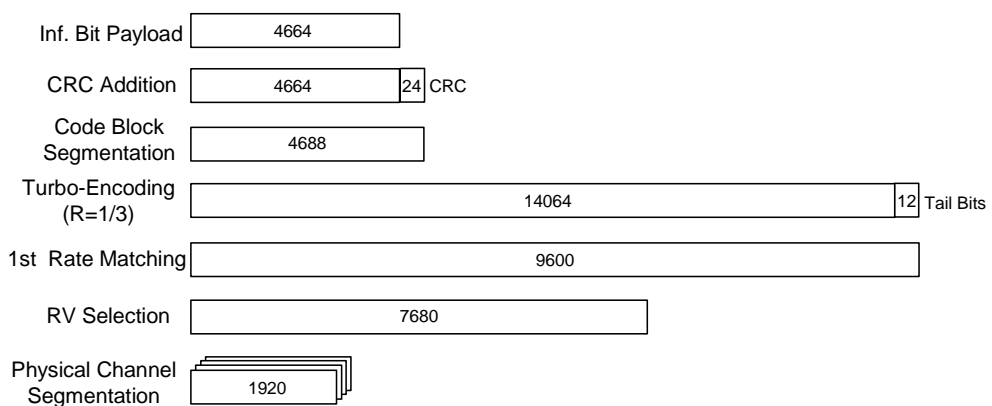 Inf. Bit Payload 4664
CRC Addition 4664 24 CRC
Code Block
Segmentation 4688
Turbo-Encoding
(R=1/3) 14064 12 Tail Bits
1st Rate Matching 9600
RV Selection 7680
Physical Channel
Segmentation 1920